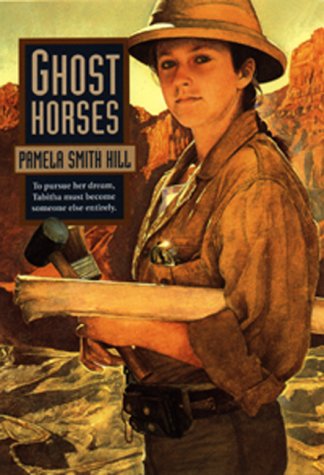 GHOST
HORSES
PAMELA SMITH HILL
To pursue her dream,
Tabitha must become
someone else entirely.